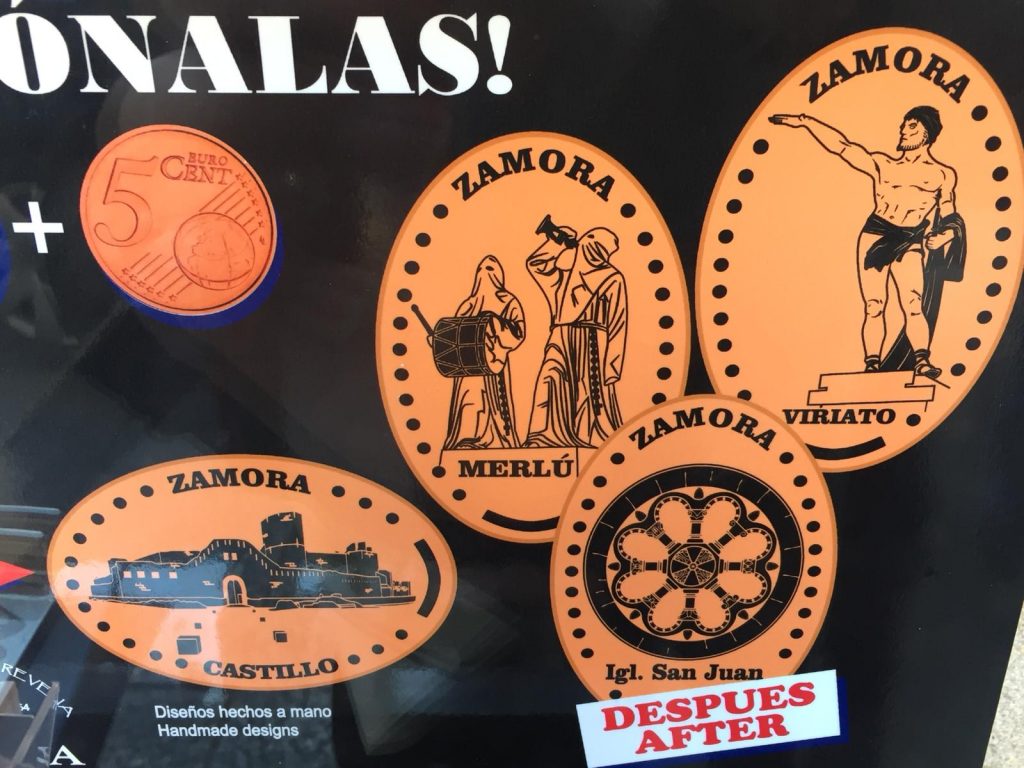 ÓNALAS!
+
5 EURO
CENT
ZAMORA
MERLÚ
ZAMORA
VIRIATO
ZAMORA
CASTILLO
ZAMORA
Igl. San Juan
DESPUES
AFTER
Diseños hechos a mano
Handmade designs
A